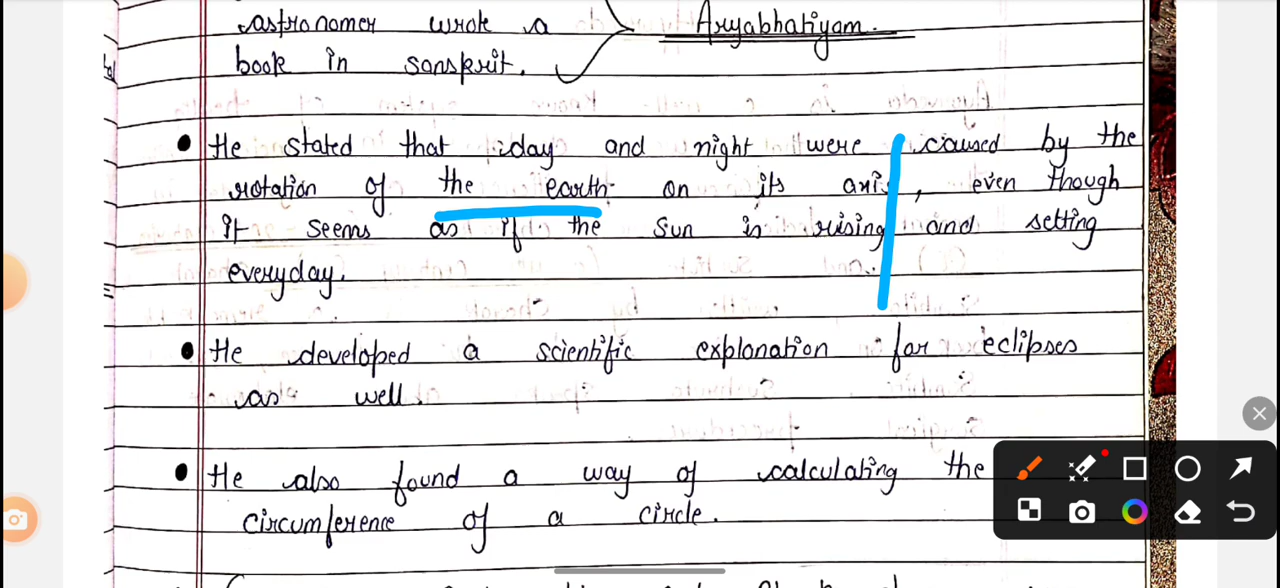 astronomer wrote a
Aryabhatiyam.
book in sanskrit.
He stated that day and night were caused by the
rotation of the earth on its axis, even though
it seems as if the Sun is rising and setting
everyday.
He developed a scientific explanation for eclipses
as well.
He also found a way of calculating the
circumference of a circle.